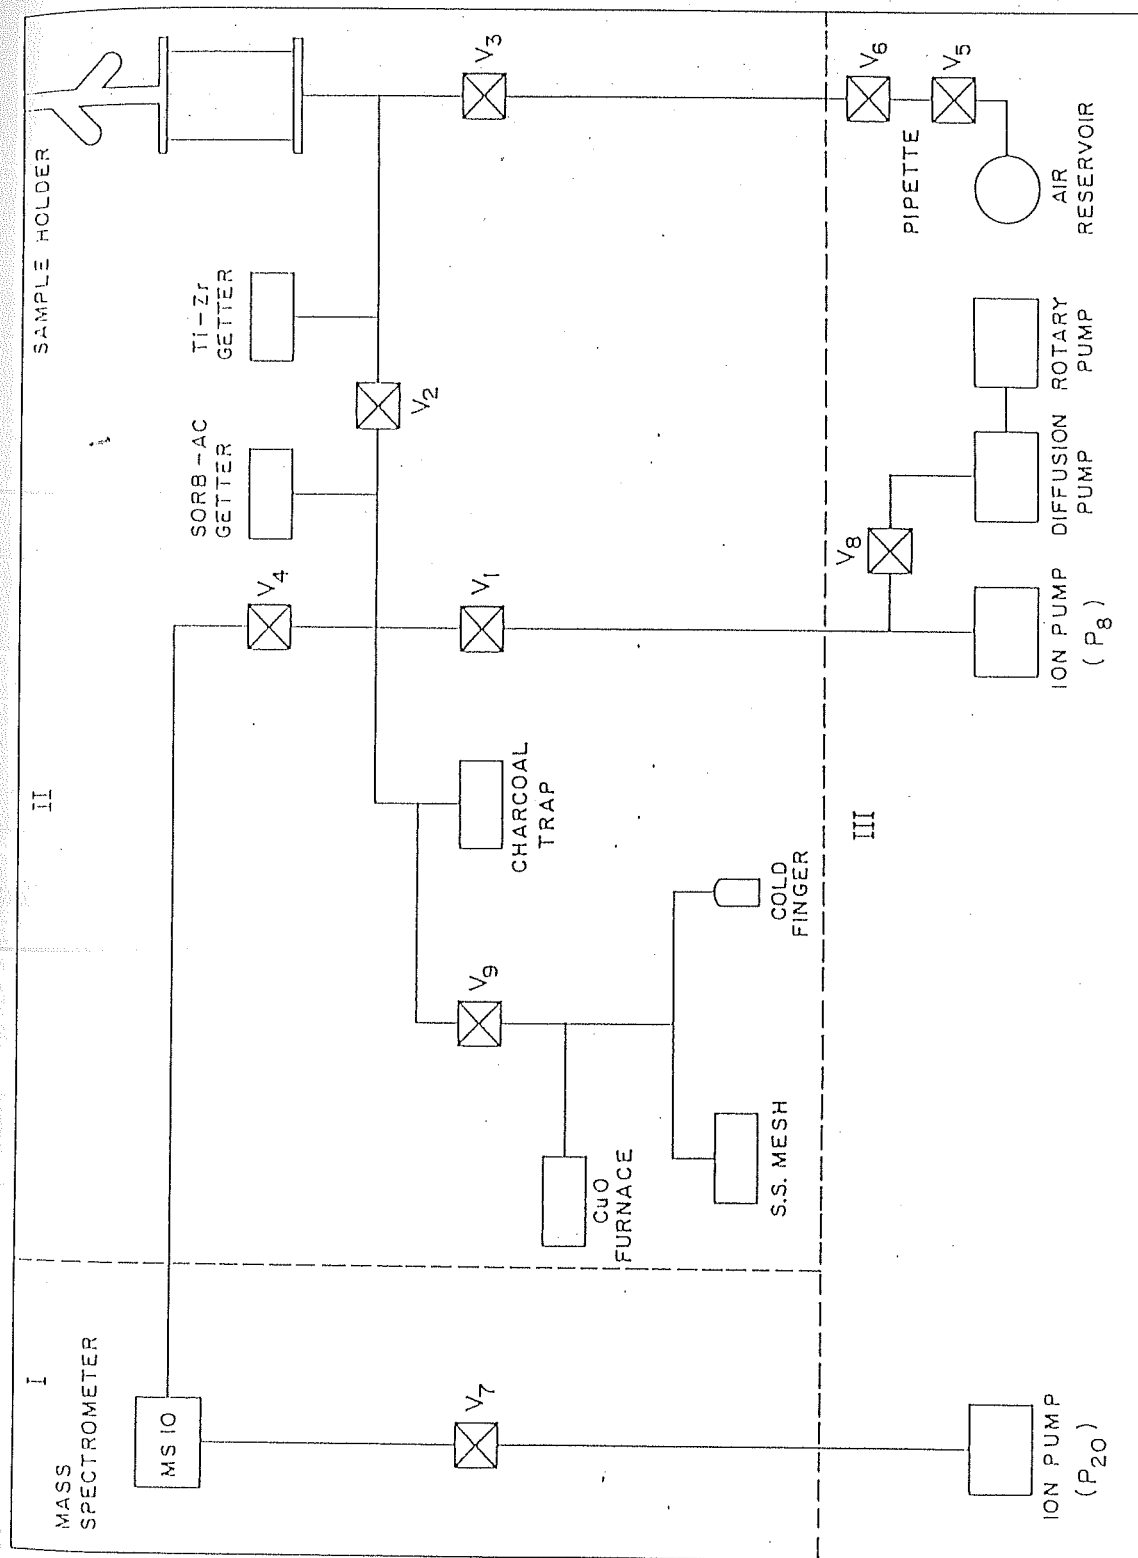 I
MASS
SPECTROMETER
MS 10
V7
ION PUMP
(P20)
II
SAMPLE HOLDER
Ti-Zr
GETTER
SORB-AC
GETTER
V4
V2
V3
V1
CHARCOAL
TRAP
V9
CuO
FURNACE
S.S. MESH
COLD
FINGER
III
V8
ION PUMP
(P8)
DIFFUSION
PUMP
ROTARY
PUMP
V6
V5
PIPETTE
AIR
RESERVOIR